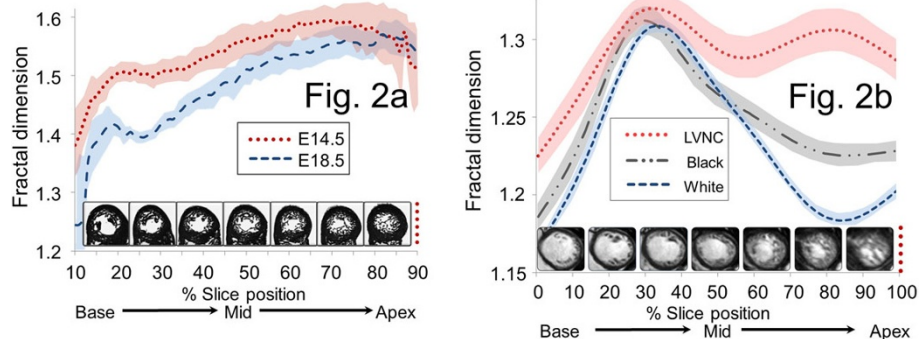 1.6
1.5
1.4
1.3
1.2
Fractal dimension
Fig. 2a
E14.5
E18.5
10 20 30 40 50 60 70 80 90
% Slice position
Base Mid Apex
1.3
1.25
1.2
1.15
Fractal dimension
Fig. 2b
LVNC
Black
White
0 10 20 30 40 50 60 70 80 90 100
% Slice position
Base Mid Apex